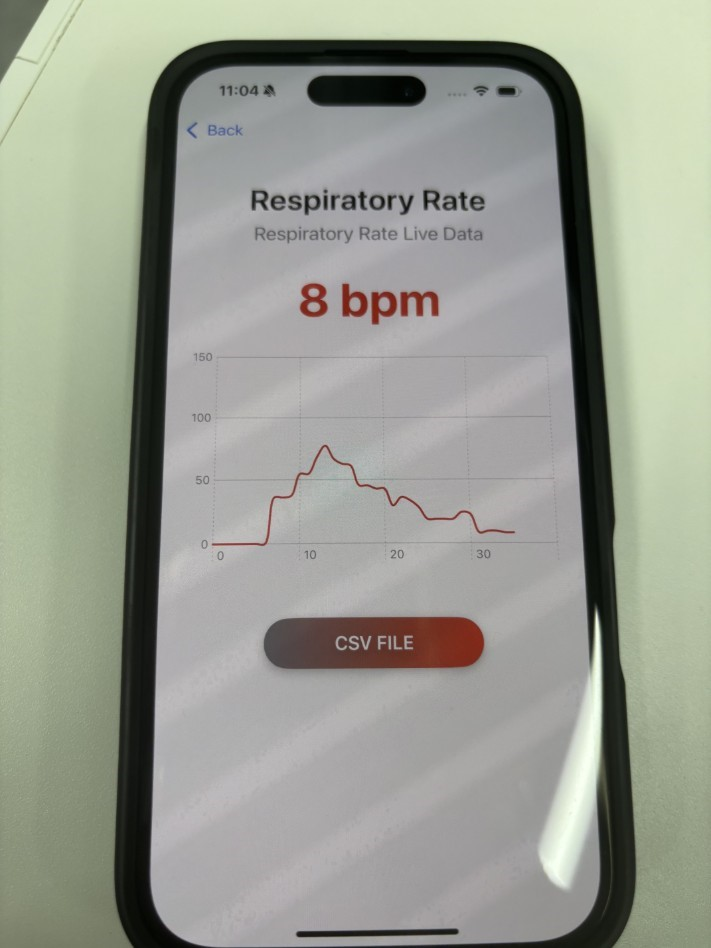 11:04
Back
Respiratory Rate
Respiratory Rate Live Data
8 bpm
150
100
50
0
0 10 20 30
CSV FILE